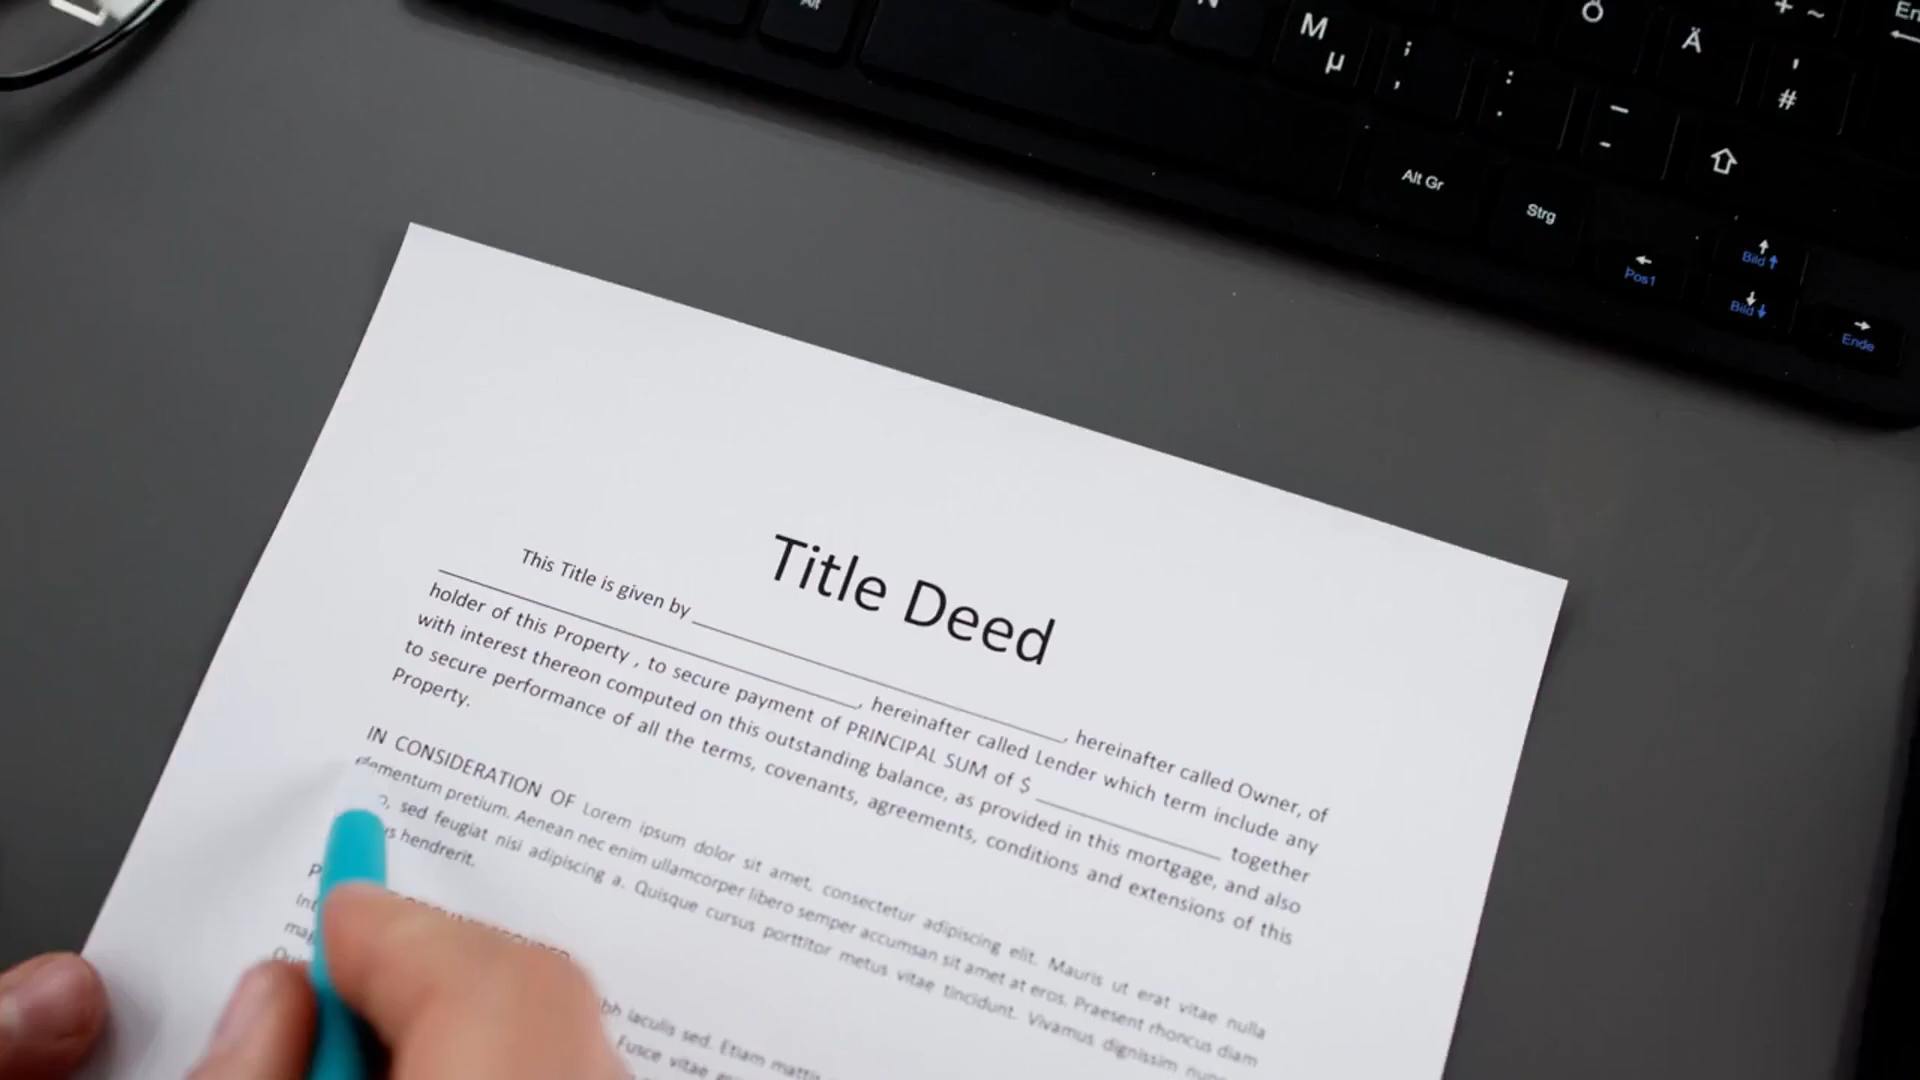 Alt
N
M
µ
;
,
:
.
_
-
Ö
Ä
'
#
+ ~
Alt Gr
Strg
Pos1
Bild
Bild
Ende
Title Deed
This Title is given by ____________________, hereinafter called Owner, of
____________________, hereinafter called Lender which term include any
holder of this Property , to secure payment of PRINCIPAL SUM of $ __________ together
with interest thereon computed on this outstanding balance, as provided in this mortgage, and also
to secure performance of all the terms, covenants, agreements, conditions and extensions of this
Property.
IN CONSIDERATION OF Lorem ipsum dolor sit amet, consectetur adipiscing elit. Mauris ut erat vitae nulla
elementum pretium. Aenean nec enim ullamcorper libero semper accumsan sit amet at eros. Praesent rhoncus diam
sed feugiat nisi adipiscing a. Quisque cursus porttitor metus vitae tincidunt. Vivamus dignissim nunc
hendrerit.
iaculis sed. Etiam mattis
Fusce vitae